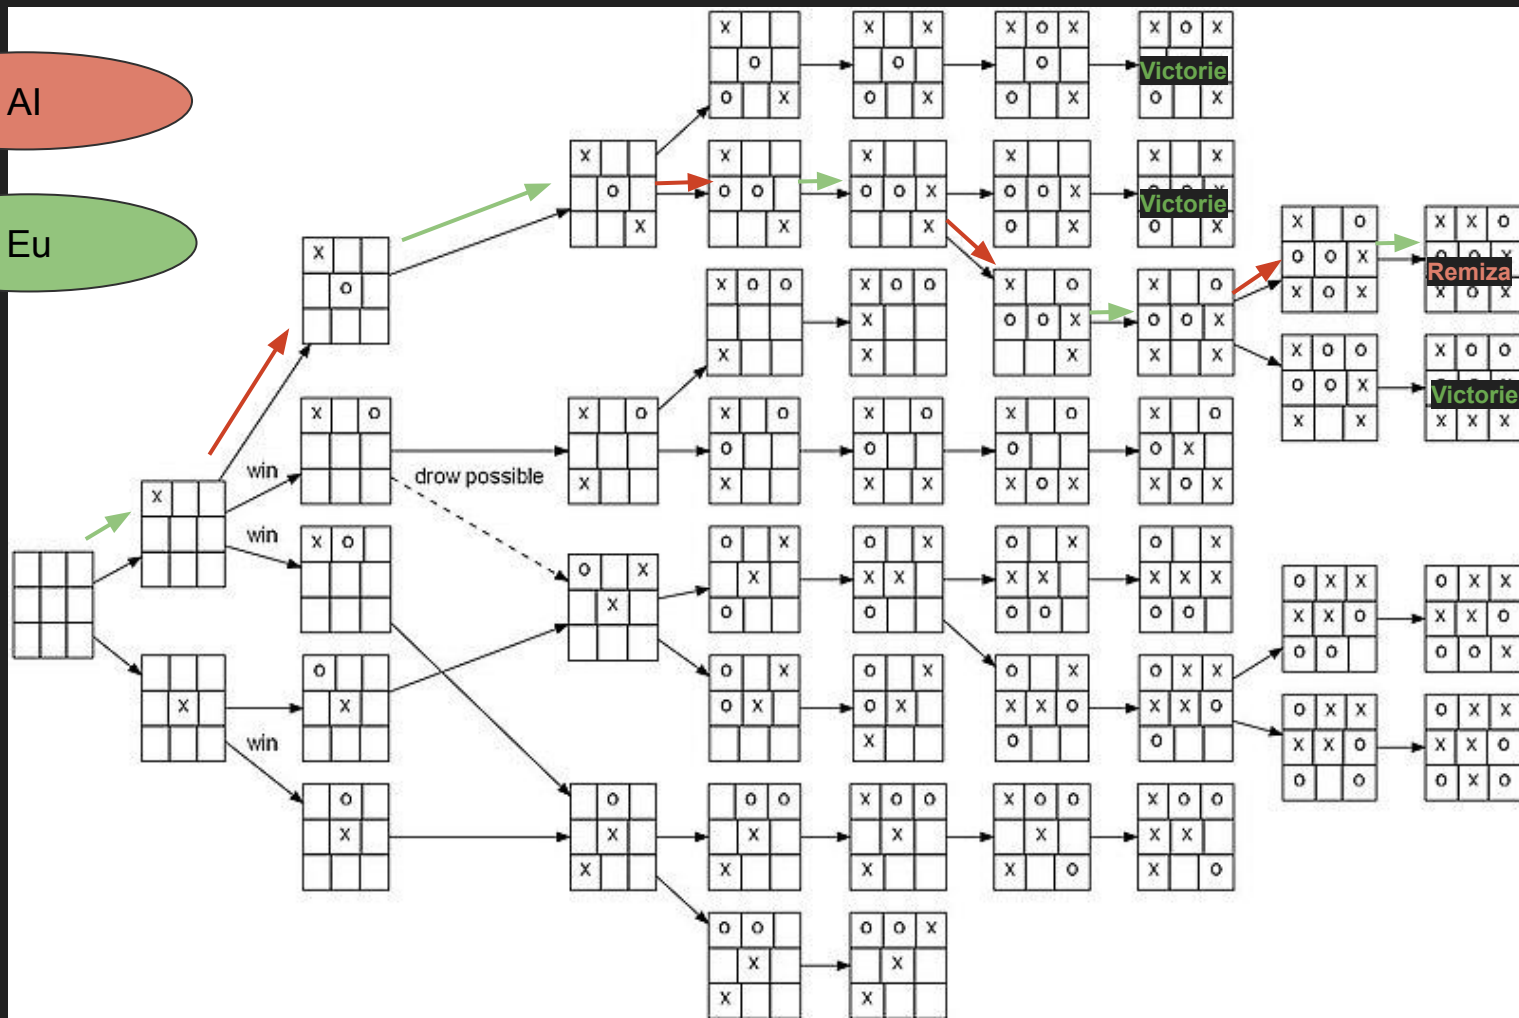 AI
Eu
Victorie
Victorie
Remiza
Victorie
win
drow possible
win
win